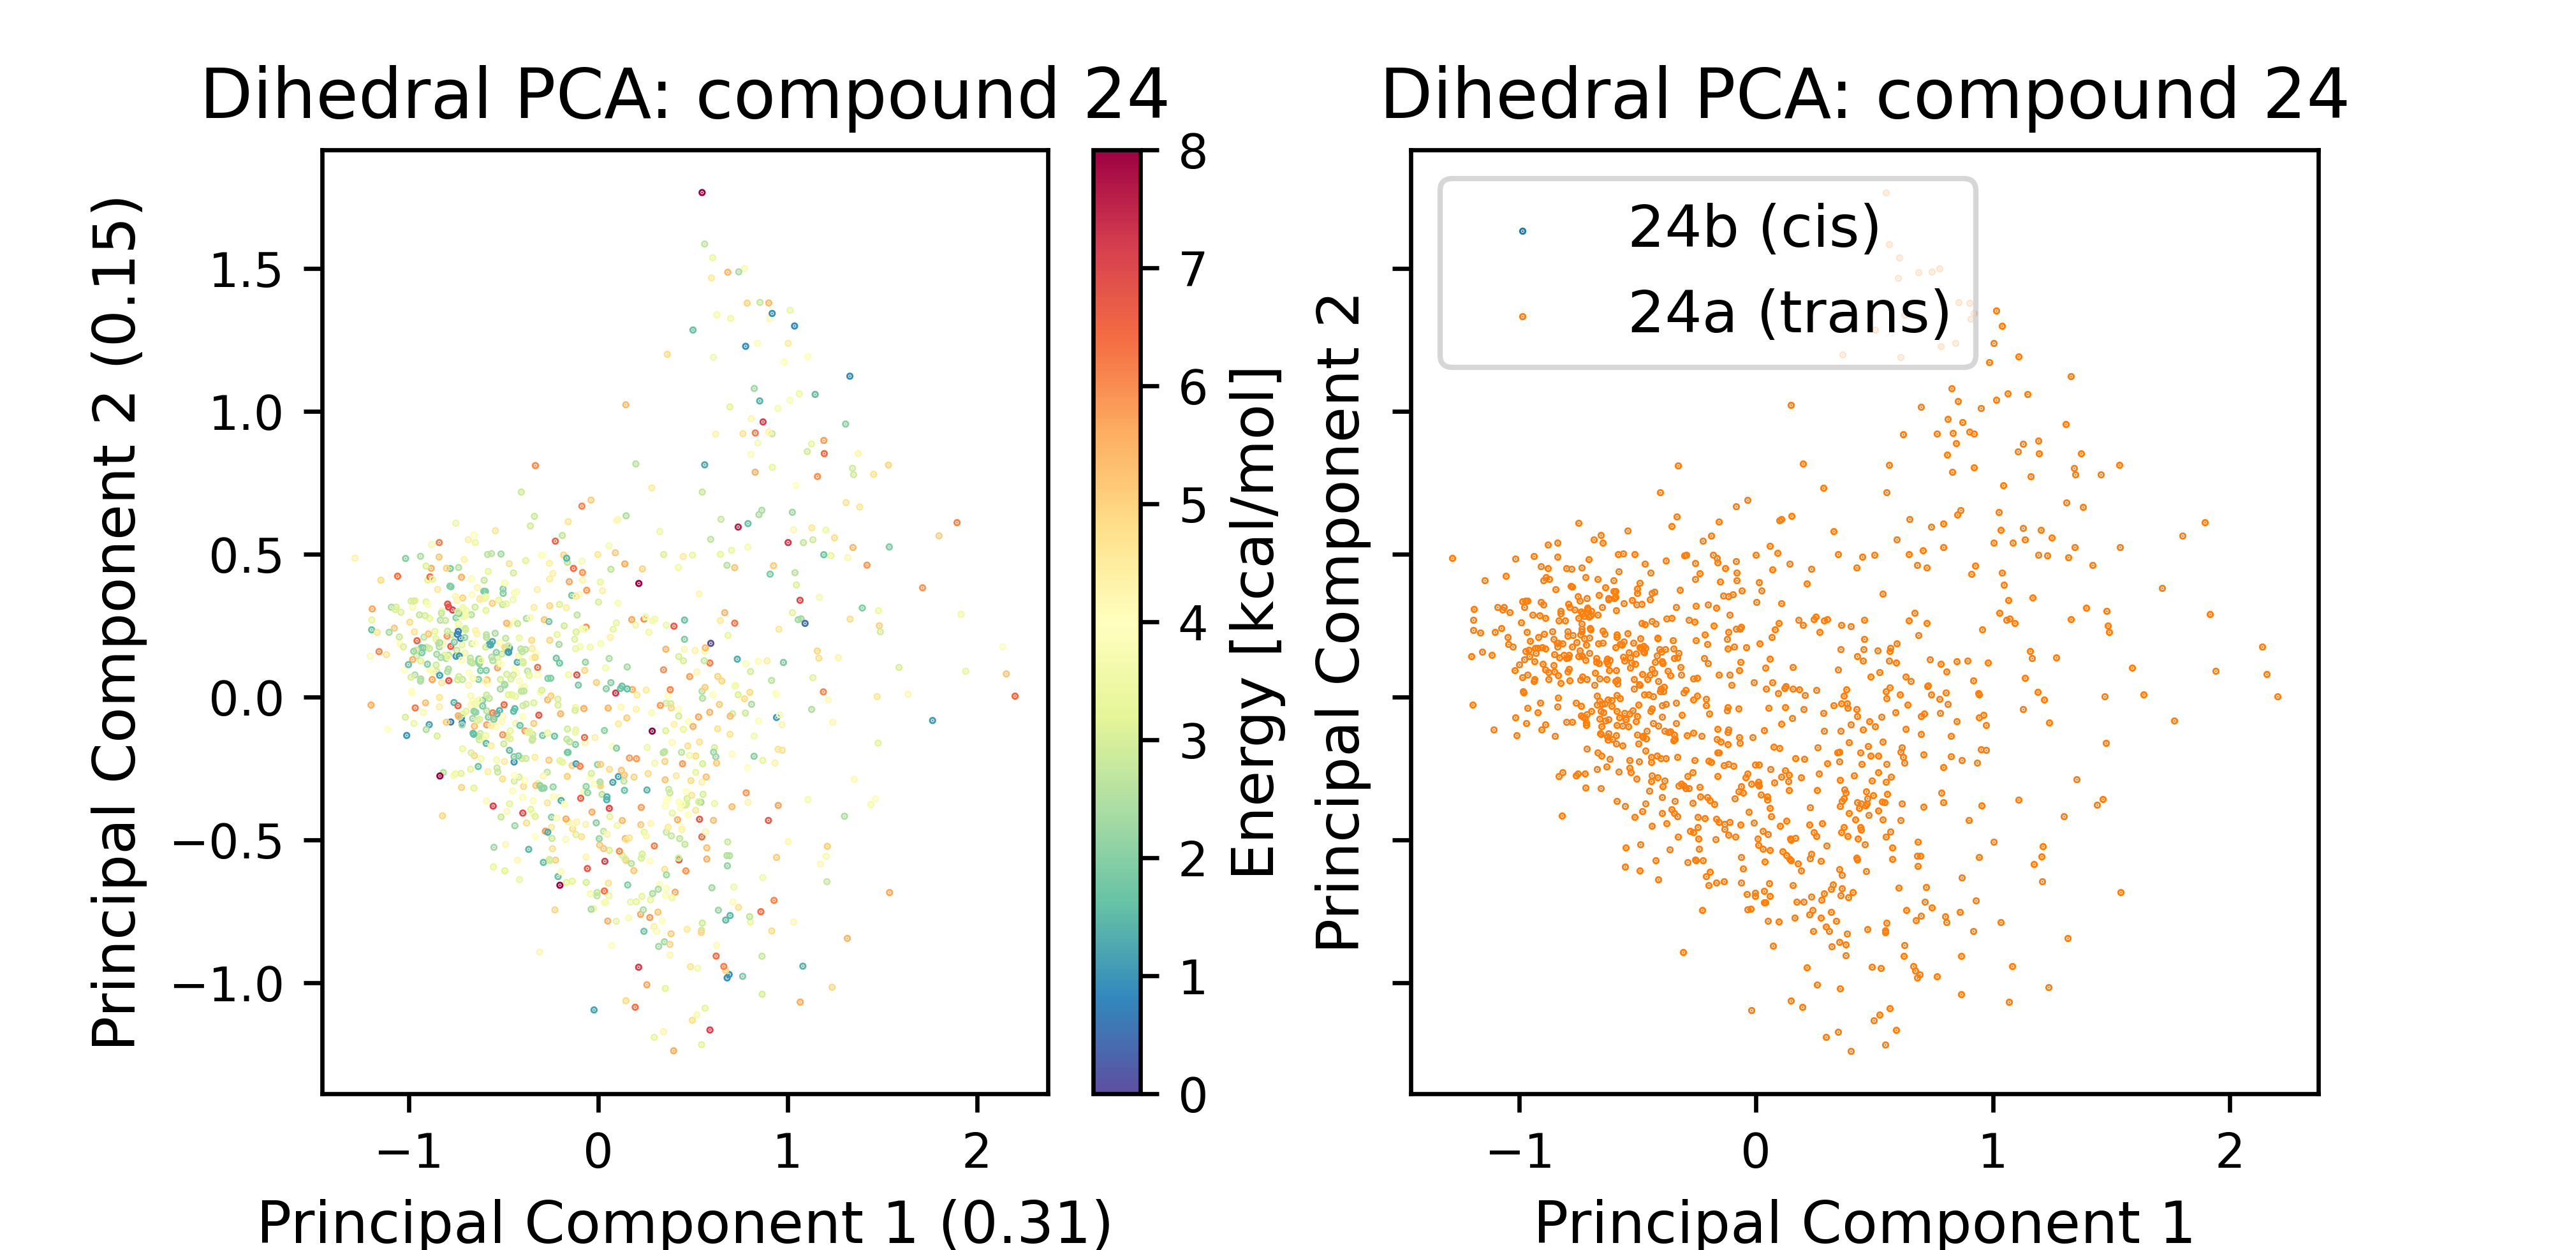 Dihedral PCA: compound 24
Principal Component 2 (0.15)
1.5
1.0
0.5
0.0
−0.5
−1.0
−1
0
1
2
Principal Component 1 (0.31)
8
7
6
5
4
3
2
1
0
Energy [kcal/mol]
Dihedral PCA: compound 24
24b (cis)
24a (trans)
Principal Component 2
−1
0
1
2
Principal Component 1